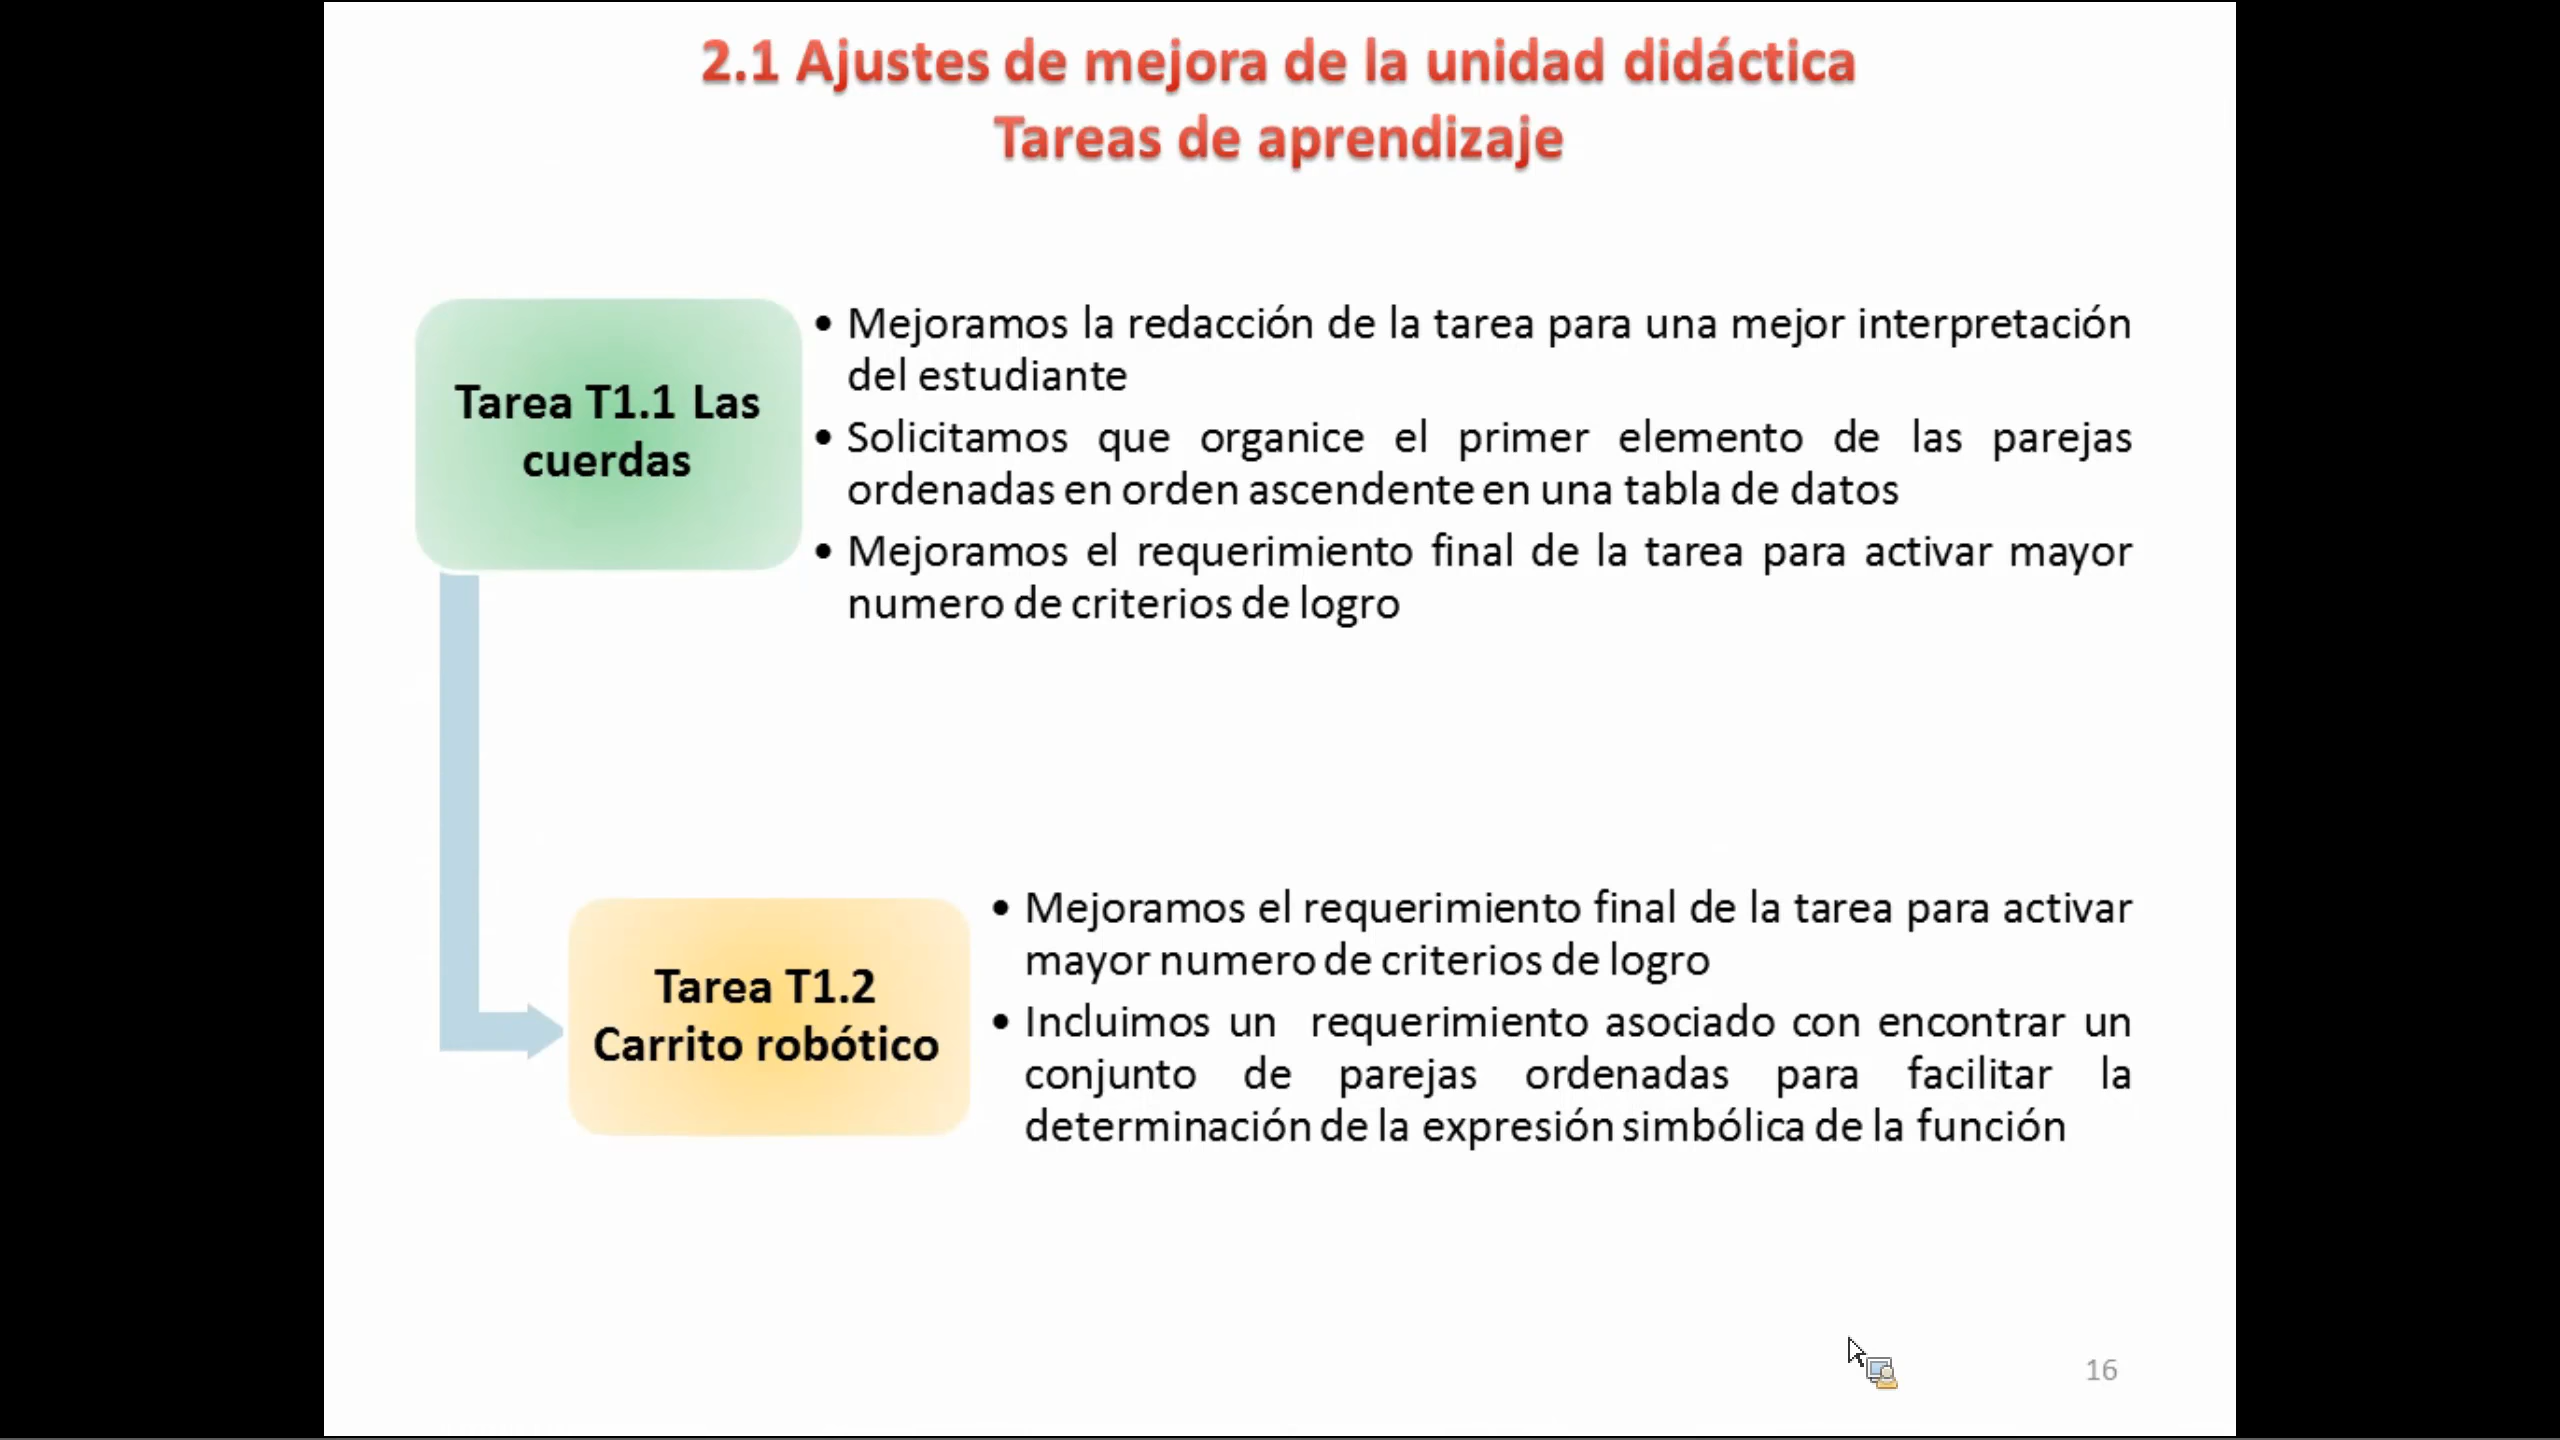 2.1 Ajustes de mejora de la unidad didáctica
Tareas de aprendizaje
Tarea T1.1 Las
cuerdas
• Mejoramos la redacción de la tarea para una mejor interpretación
del estudiante
• Solicitamos que organice el primer elemento de las parejas
ordenadas en orden ascendente en una tabla de datos
• Mejoramos el requerimiento final de la tarea para activar mayor
numero de criterios de logro
Tarea T1.2
Carrito robótico
• Mejoramos el requerimiento final de la tarea para activar
mayor numero de criterios de logro
• Incluimos un requerimiento asociado con encontrar un
conjunto de parejas ordenadas para facilitar la
determinación de la expresión simbólica de la función
16